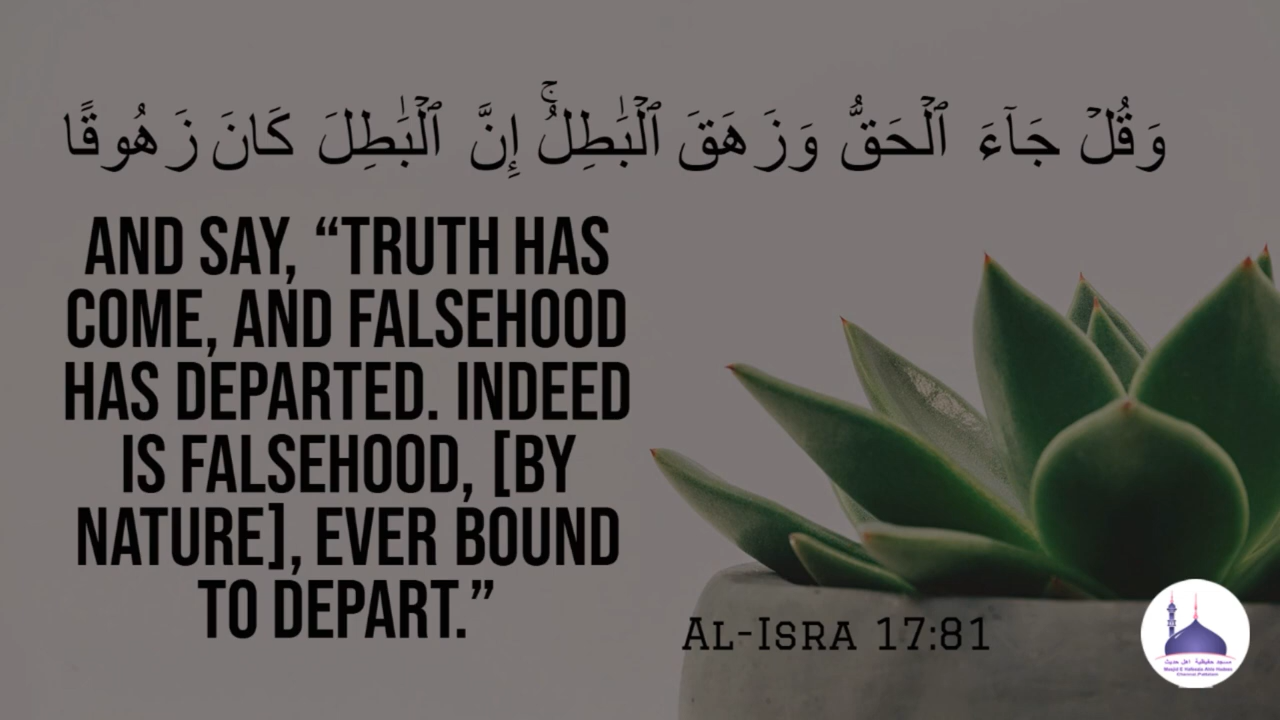 وَقُلْ جَآءَ ٱلْحَقُّ وَزَهَقَ ٱلْبَٰطِلُ ۚ إِنَّ ٱلْبَٰطِلَ كَانَ زَهُوقًا
AND SAY, “TRUTH HAS
COME, AND FALSEHOOD
HAS DEPARTED. INDEED
IS FALSEHOOD, [BY
NATURE], EVER BOUND
TO DEPART.”
AL-ISRA 17:81